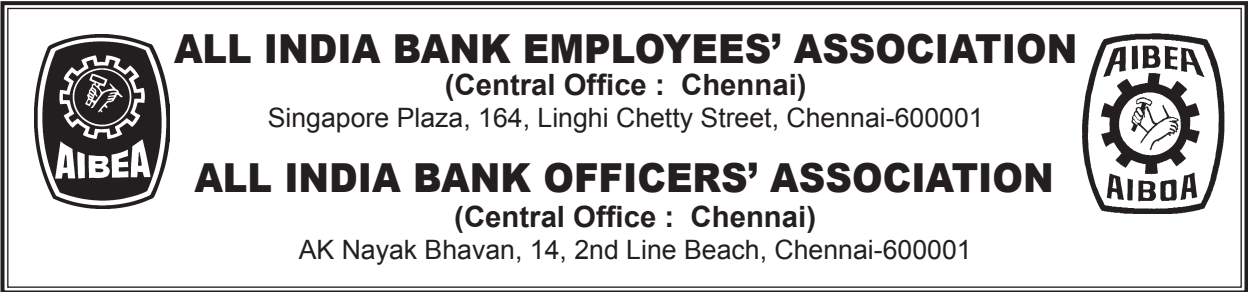 ALL INDIA BANK EMPLOYEES’ ASSOCIATION
(Central Office :  Chennai)
Singapore Plaza, 164, Linghi Chetty Street, Chennai-600001
AIBEA
ALL INDIA BANK OFFICERS’ ASSOCIATION
(Central Office :  Chennai)
AK Nayak Bhavan, 14, 2nd Line Beach, Chennai-600001
AIBEA
AIBOA